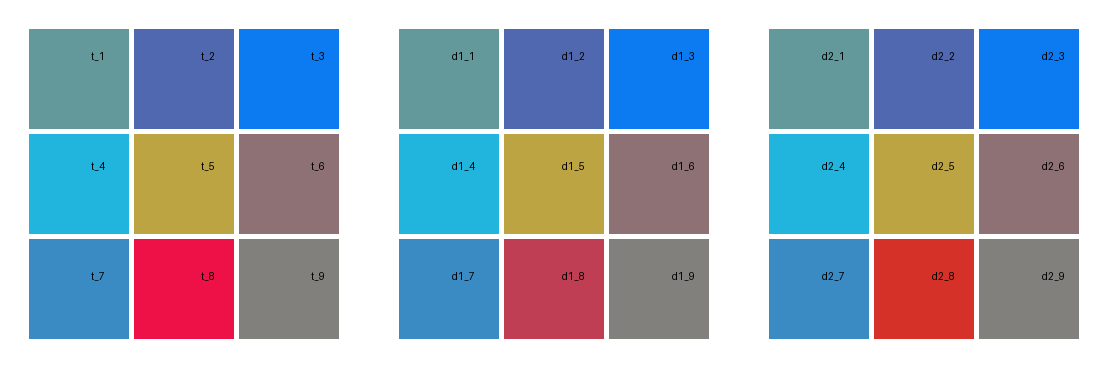 t_1 t_2 t_3 d1_1 d1_2 d1_3 d2_1 d2_2 d2_3
t_4 t_5 t_6 d1_4 d1_5 d1_6 d2_4 d2_5 d2_6
t_7 t_8 t_9 d1_7 d1_8 d1_9 d2_7 d2_8 d2_9